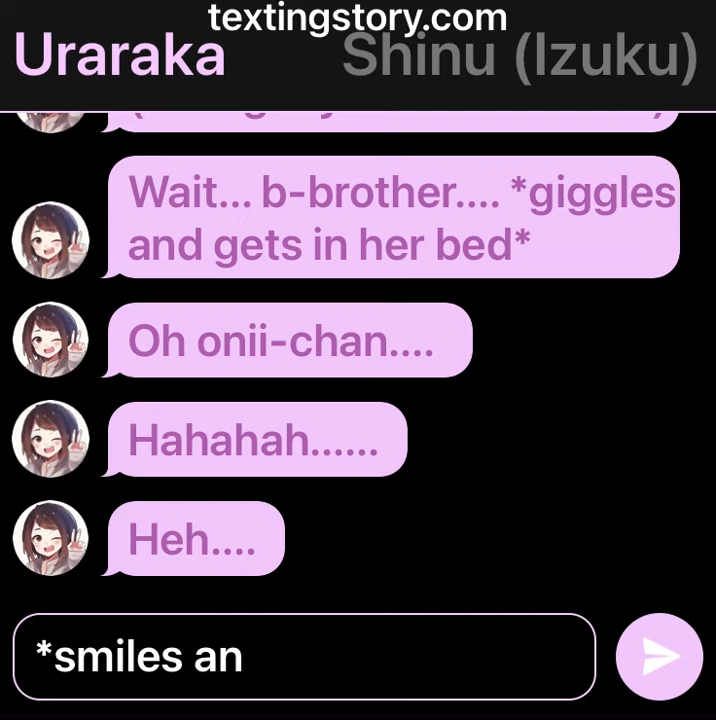 textingstory.com
Uraraka Shinu (Izuku)
Wait... b-brother.... *giggles
and gets in her bed*
Oh onii-chan....
Hahahah......
Heh....
*smiles an